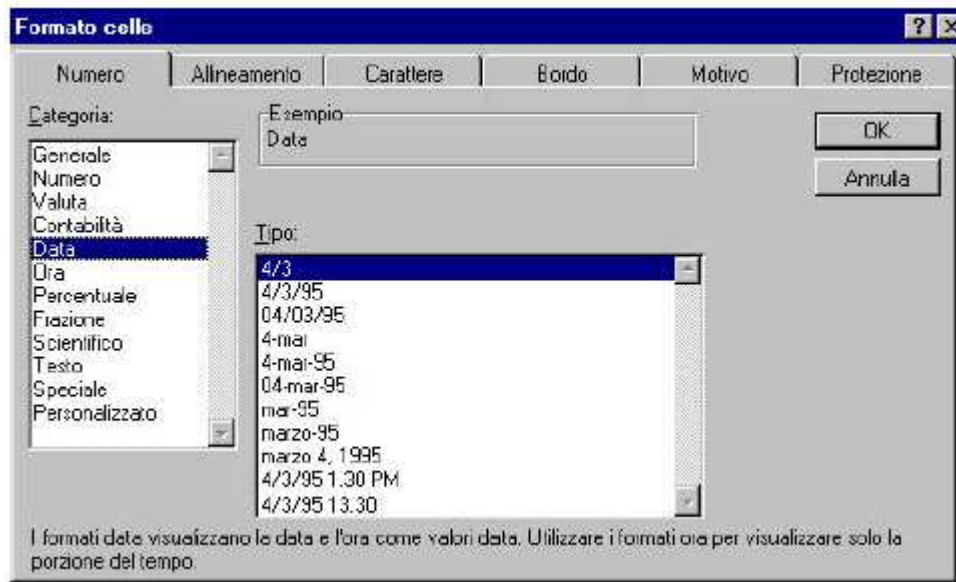 Formato celle
Numero
Allineamento
Carattere
Bordo
Motivo
Protezione
Categoria:
Generale
Numero
Valuta
Contabilità
Data
Ora
Percentuale
Frazione
Scientifico
Testo
Speciale
Personalizzato
Esempio
Data
Tipo:
4/3
4/3/95
04/03/95
4-mar
4-mar-95
04-mar-95
mar-95
marzo-95
marzo 4, 1995
4/3/95 1.30 PM
4/3/95 13.30
OK
Annulla
I formati data visualizzano la data e l'ora come valori data. Utilizzare i formati ora per visualizzare solo la
porzione del tempo.